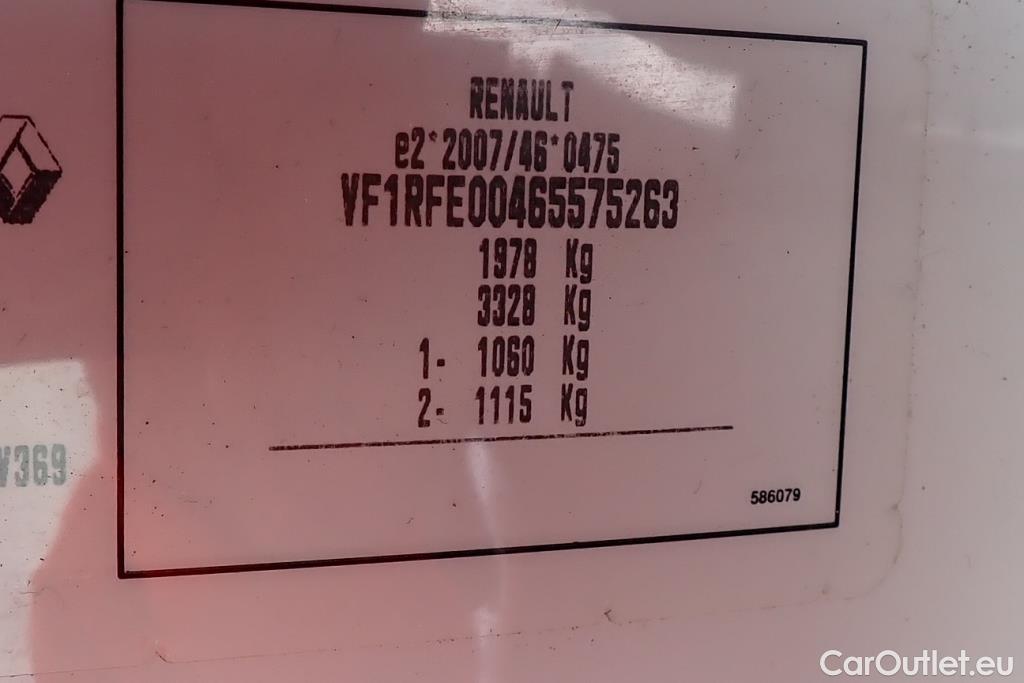 RENAULT
e2*2007/46*0475
VF1RFE00465575263
1978 Kg
3328 Kg
1- 1060 Kg
2- 1115 Kg
V369
586079
CarOutlet.eu